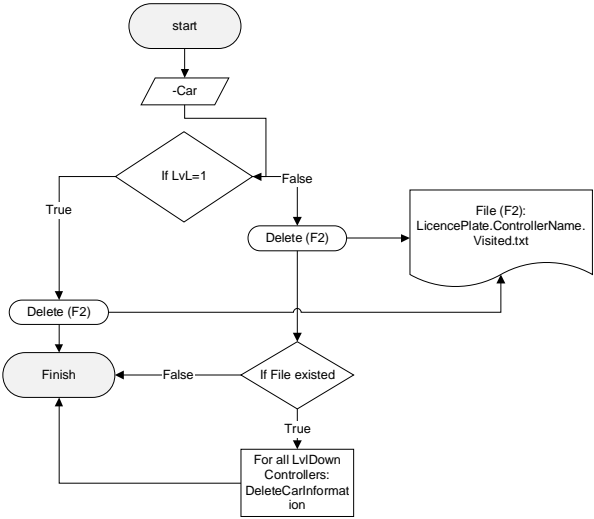 start
-Car
If LvL=1
False
True
File (F2):
LicencePlate.ControllerName.
Visited.txt
Delete (F2)
Delete (F2)
Finish
False
If File existed
True
For all LvlDown
Controllers:
DeleteCarInformat
ion